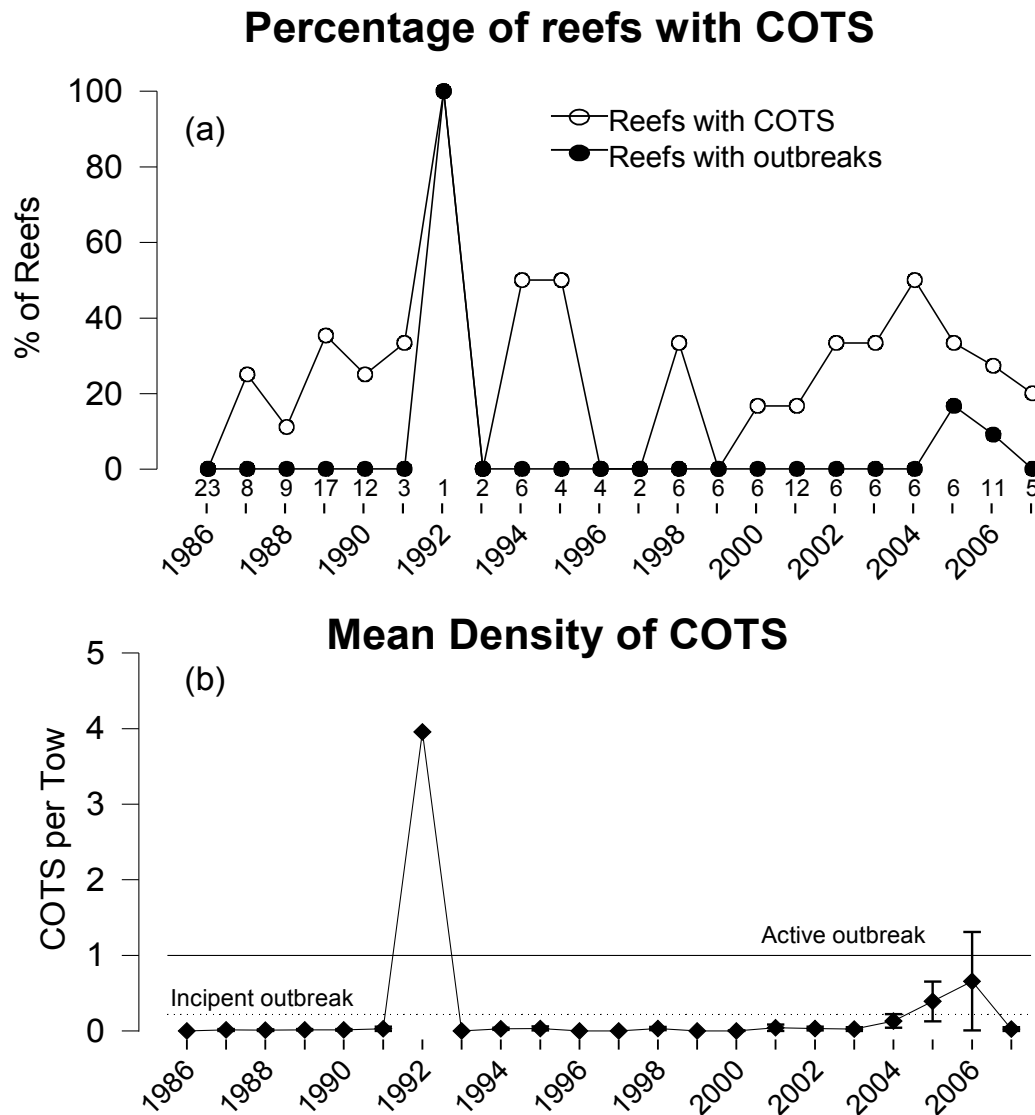 Percentage of reefs with COTS
(a)
Reefs with COTS
Reefs with outbreaks
% of Reefs
100
80
60
40
20
0
23 8 9 17 12 3 1 2 6 4 4 2 6 6 6 12 6 6 6 6 11 5
1986 1988 1990 1992 1994 1996 1998 2000 2002 2004 2006
Mean Density of COTS
(b)
COTS per Tow
5
4
3
2
1
0
Active outbreak
Incipent outbreak
1986 1988 1990 1992 1994 1996 1998 2000 2002 2004 2006